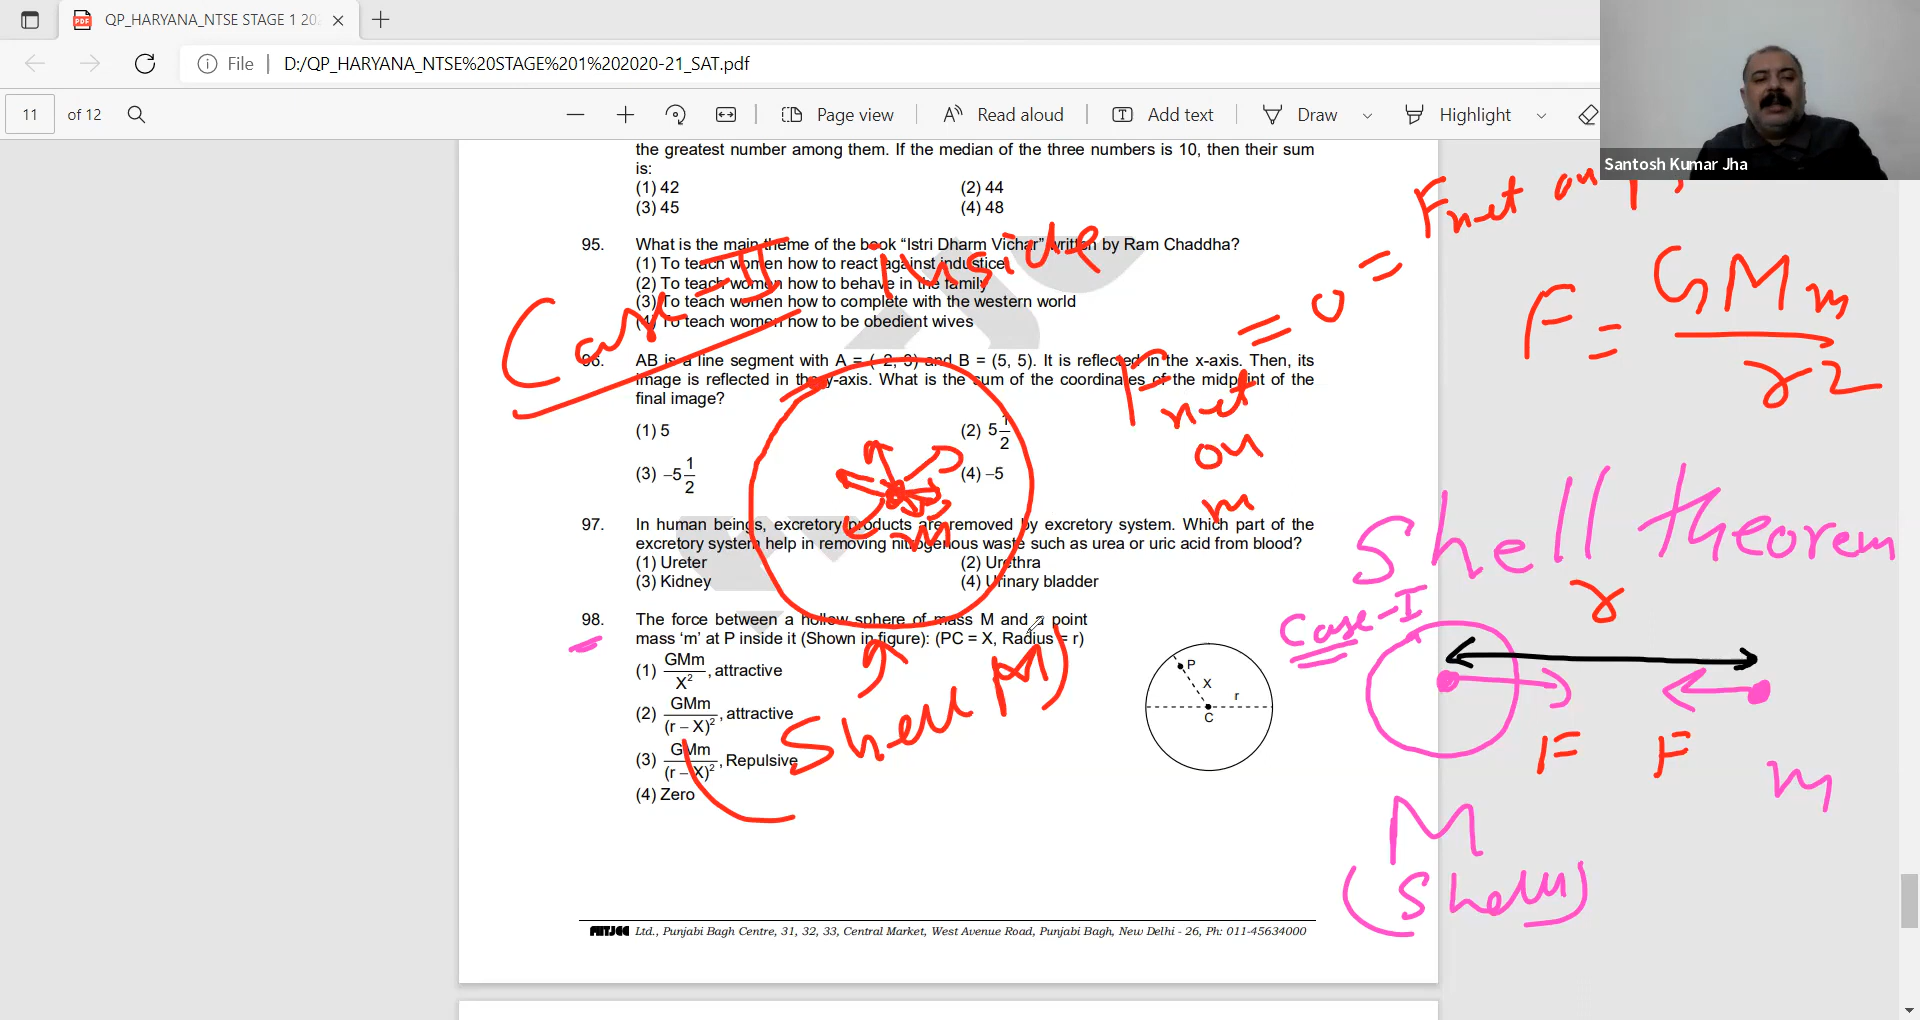 QP_HARYANA_NTSE STAGE 1 20
File
D:/QP_HARYANA_NTSE%20STAGE%201%202020-21_SAT.pdf
11 of 12
Page view
Read aloud
Add text
Draw
Highlight
Santosh Kumar Jha
the greatest number among them. If the median of the three numbers is 10, then their sum
is:
(1) 42 (2) 44
(3) 45 (4) 48
95. What is the main theme of the book “Istri Dharm Vichar” written by Ram Chaddha?
(1) To teach women how to react against industice
(2) To teach women how to behave in the family
(3) To teach women how to complete with the western world
(4) To teach women how to be obedient wives
96. AB is a line segment with A = (–2, 3) and B = (5, 5). It is reflected in the x-axis. Then, its
image is reflected in the y-axis. What is the sum of the coordinates of the midpoint of the
final image?
(1) 5 (2) 5 1/2
(3) –5 1/2 (4) –5
97. In human beings, excretory products are removed by excretory system. Which part of the
excretory system help in removing nitrogenous waste such as urea or uric acid from blood?
(1) Ureter (2) Urethra
(3) Kidney (4) Urinary bladder
98. The force between a hollow sphere of mass M and a point
mass ‘m’ at P inside it (Shown in figure): (PC = X, Radius = r)
(1) GMm/X², attractive
(2) GMm/(r – X)², attractive
(3) GMm/(r – X)², Repulsive
(4) Zero
P
X
r
C
FIITJEE Ltd., Punjabi Bagh Centre, 31, 32, 33, Central Market, West Avenue Road, Punjabi Bagh, New Delhi - 26, Ph: 011-45634000
Case-II inside
Fnet on m = 0 =
Fnet on
F = GMm/r2
m
Shell (M)
Shell theorem
Case-I
r
F F
m
M
(Shell)